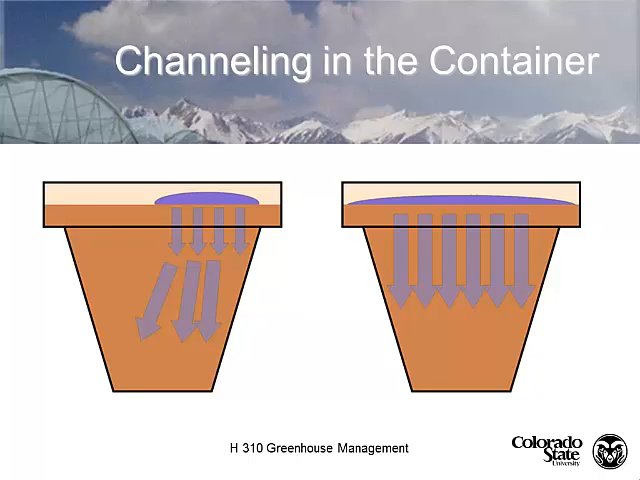 Channeling in the Container
H 310 Greenhouse Management
Colorado
State
University